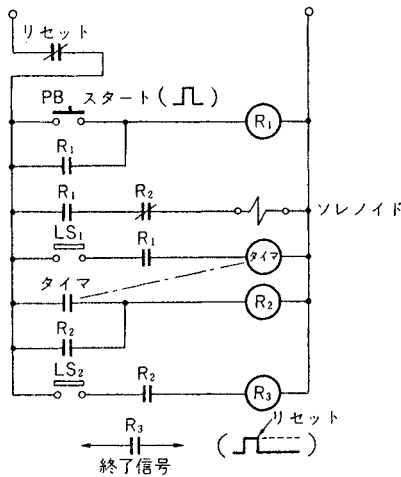 リセット
PB スタート( )
R₁
R₁
R₁ R₂
ソレノイド
LS₁ R₁
タイマ
タイマ
R₂
R₂
LS₂ R₂
R₃
リセット
R₃ ( )
終了信号